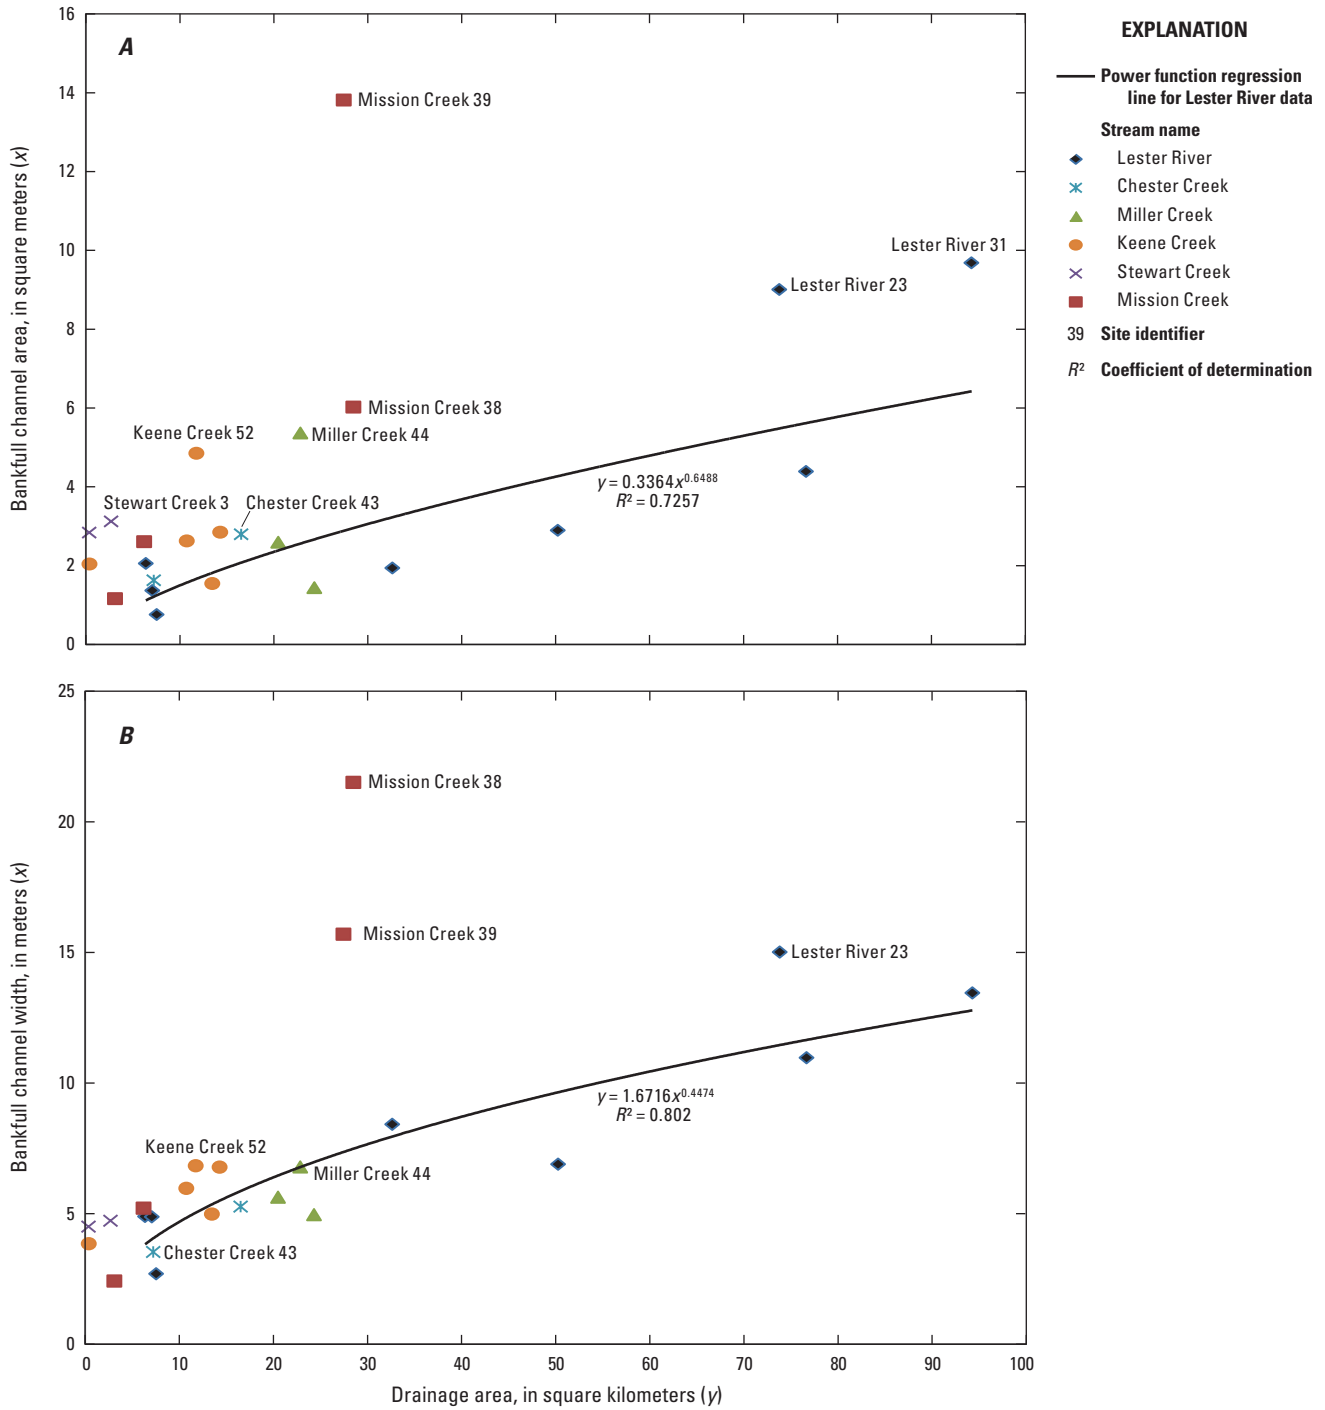 A
Bankfull channel area, in square meters (x)
16
14
12
10
8
6
4
2
0
Mission Creek 39
Lester River 31
Lester River 23
Mission Creek 38
Keene Creek 52
Miller Creek 44
Stewart Creek 3
Chester Creek 43
y = 0.3364x^0.6488
R² = 0.7257
EXPLANATION
Power function regression
line for Lester River data
Stream name
Lester River
Chester Creek
Miller Creek
Keene Creek
Stewart Creek
Mission Creek
39 Site identifier
R² Coefficient of determination
B
Bankfull channel width, in meters (x)
25
20
15
10
5
0
Mission Creek 38
Mission Creek 39
Lester River 23
y = 1.6716x^0.4474
R² = 0.802
Keene Creek 52
Miller Creek 44
Chester Creek 43
0 10 20 30 40 50 60 70 80 90 100
Drainage area, in square kilometers (y)